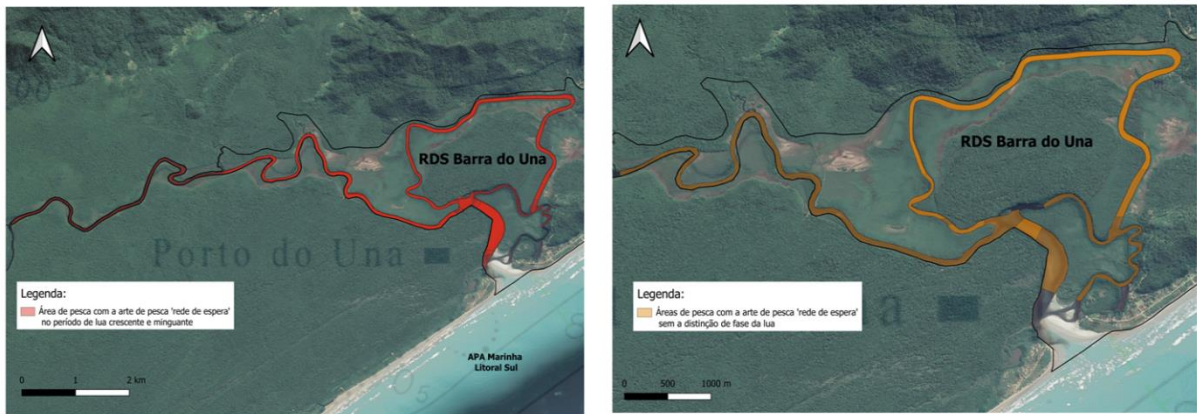 RDS Barra do Una
Porto do Una
Legenda:
Área de pesca com a arte de pesca 'rede de espera'
no período de lua crescente e minguante
0 1 2 km
APA Marinha
Litoral Sul
RDS Barra do Una
a
Legenda:
Áreas de pesca com a arte de pesca 'rede de espera'
sem a distinção de fase da lua
0 500 1000 m